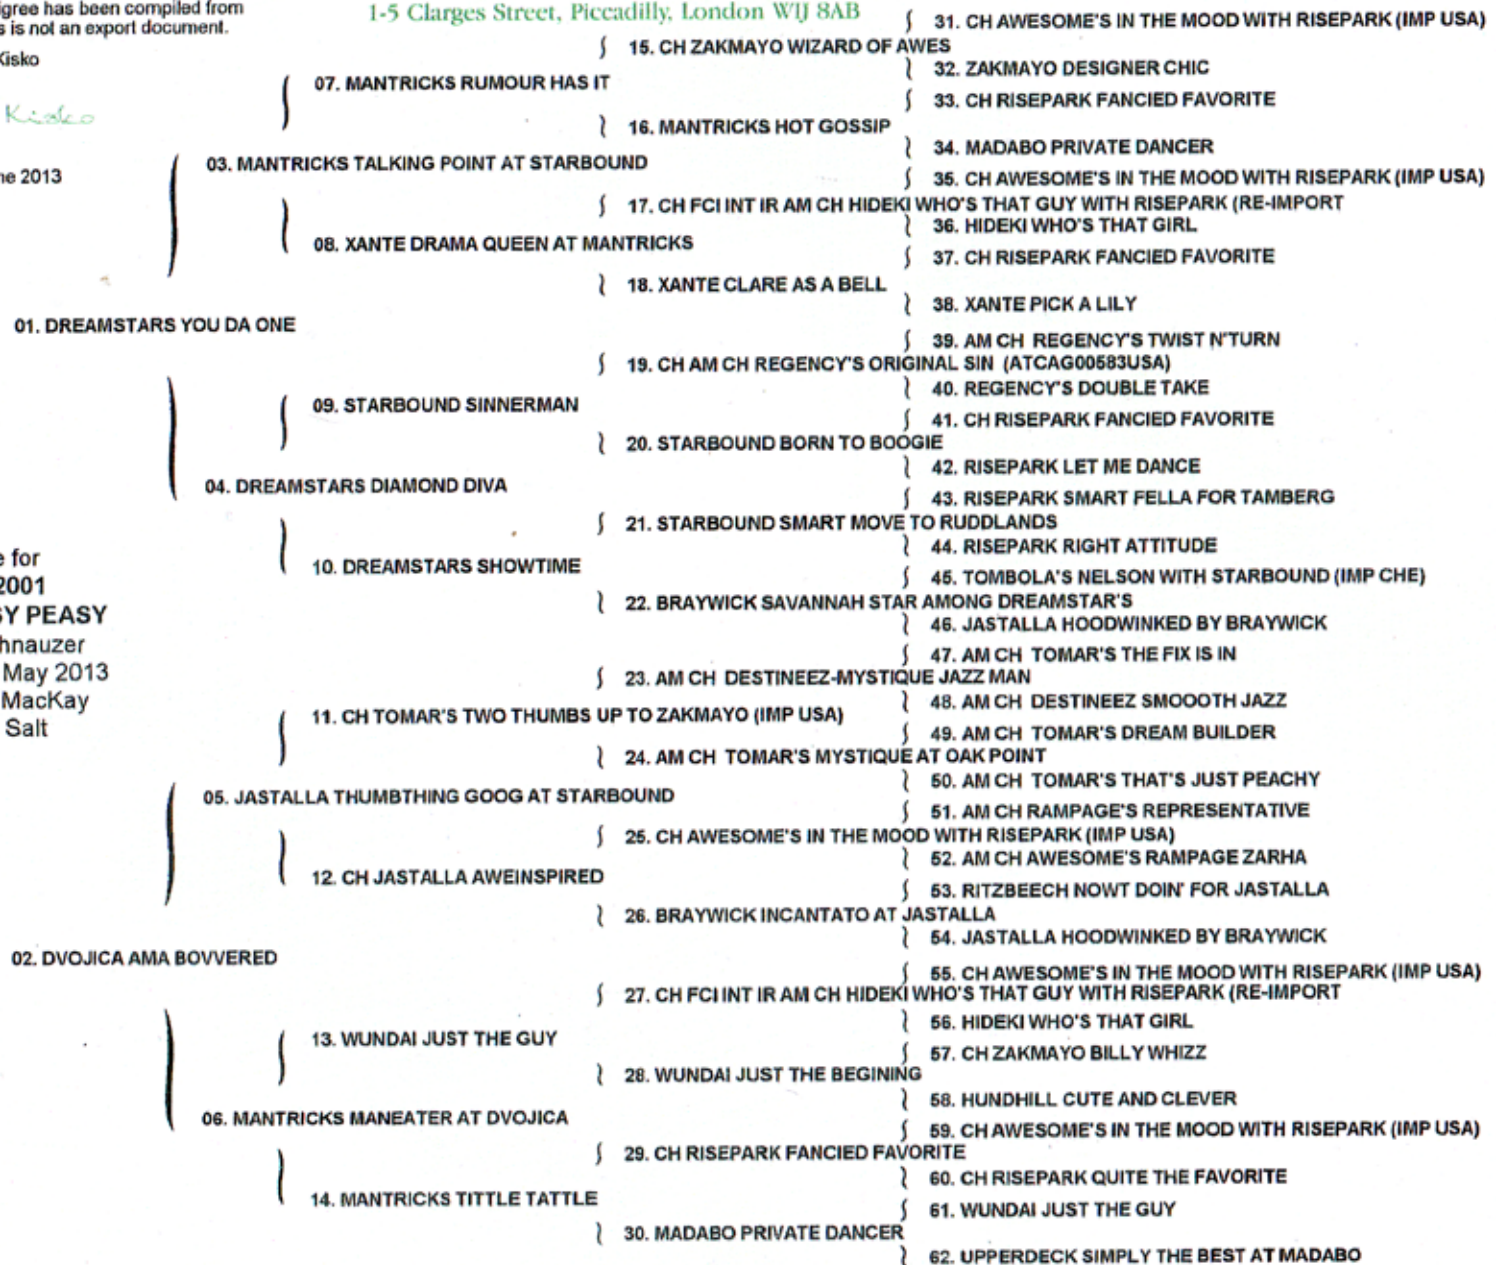 igree has been compiled from
s is not an export document.
Kisko
Kisko
ne 2013
1-5 Clarges Street, Piccadilly, London W1J 8AB
31. CH AWESOME'S IN THE MOOD WITH RISEPARK (IMP USA)
15. CH ZAKMAYO WIZARD OF AWES
32. ZAKMAYO DESIGNER CHIC
07. MANTRICKS RUMOUR HAS IT
33. CH RISEPARK FANCIED FAVORITE
16. MANTRICKS HOT GOSSIP
34. MADABO PRIVATE DANCER
03. MANTRICKS TALKING POINT AT STARBOUND
35. CH AWESOME'S IN THE MOOD WITH RISEPARK (IMP USA)
17. CH FCI INT IR AM CH HIDEKI WHO'S THAT GUY WITH RISEPARK (RE-IMPORT
36. HIDEKI WHO'S THAT GIRL
08. XANTE DRAMA QUEEN AT MANTRICKS
37. CH RISEPARK FANCIED FAVORITE
18. XANTE CLARE AS A BELL
38. XANTE PICK A LILY
01. DREAMSTARS YOU DA ONE
39. AM CH REGENCY'S TWIST N'TURN
19. CH AM CH REGENCY'S ORIGINAL SIN (ATCAG00583USA)
40. REGENCY'S DOUBLE TAKE
09. STARBOUND SINNERMAN
41. CH RISEPARK FANCIED FAVORITE
20. STARBOUND BORN TO BOOGIE
42. RISEPARK LET ME DANCE
04. DREAMSTARS DIAMOND DIVA
43. RISEPARK SMART FELLA FOR TAMBERG
21. STARBOUND SMART MOVE TO RUDDLANDS
44. RISEPARK RIGHT ATTITUDE
10. DREAMSTARS SHOWTIME
45. TOMBOLA'S NELSON WITH STARBOUND (IMP CHE)
22. BRAYWICK SAVANNAH STAR AMONG DREAMSTAR'S
46. JASTALLA HOODWINKED BY BRAYWICK
e for
2001
SY PEASY
hnauzer
May 2013
MacKay
Salt
47. AM CH TOMAR'S THE FIX IS IN
23. AM CH DESTINEEZ-MYSTIQUE JAZZ MAN
48. AM CH DESTINEEZ SMOOOTH JAZZ
11. CH TOMAR'S TWO THUMBS UP TO ZAKMAYO (IMP USA)
49. AM CH TOMAR'S DREAM BUILDER
24. AM CH TOMAR'S MYSTIQUE AT OAK POINT
50. AM CH TOMAR'S THAT'S JUST PEACHY
05. JASTALLA THUMBTHING GOOG AT STARBOUND
51. AM CH RAMPAGE'S REPRESENTATIVE
25. CH AWESOME'S IN THE MOOD WITH RISEPARK (IMP USA)
52. AM CH AWESOME'S RAMPAGE ZARHA
12. CH JASTALLA AWEINSPIRED
53. RITZBEECH NOWT DOIN' FOR JASTALLA
26. BRAYWICK INCANTATO AT JASTALLA
54. JASTALLA HOODWINKED BY BRAYWICK
02. DVOJICA AMA BOVVERED
55. CH AWESOME'S IN THE MOOD WITH RISEPARK (IMP USA)
27. CH FCI INT IR AM CH HIDEKI WHO'S THAT GUY WITH RISEPARK (RE-IMPORT
56. HIDEKI WHO'S THAT GIRL
13. WUNDAI JUST THE GUY
57. CH ZAKMAYO BILLY WHIZZ
28. WUNDAI JUST THE BEGINING
58. HUNDHILL CUTE AND CLEVER
06. MANTRICKS MANEATER AT DVOJICA
59. CH AWESOME'S IN THE MOOD WITH RISEPARK (IMP USA)
29. CH RISEPARK FANCIED FAVORITE
60. CH RISEPARK QUITE THE FAVORITE
14. MANTRICKS TITTLE TATTLE
61. WUNDAI JUST THE GUY
30. MADABO PRIVATE DANCER
62. UPPERDECK SIMPLY THE BEST AT MADABO